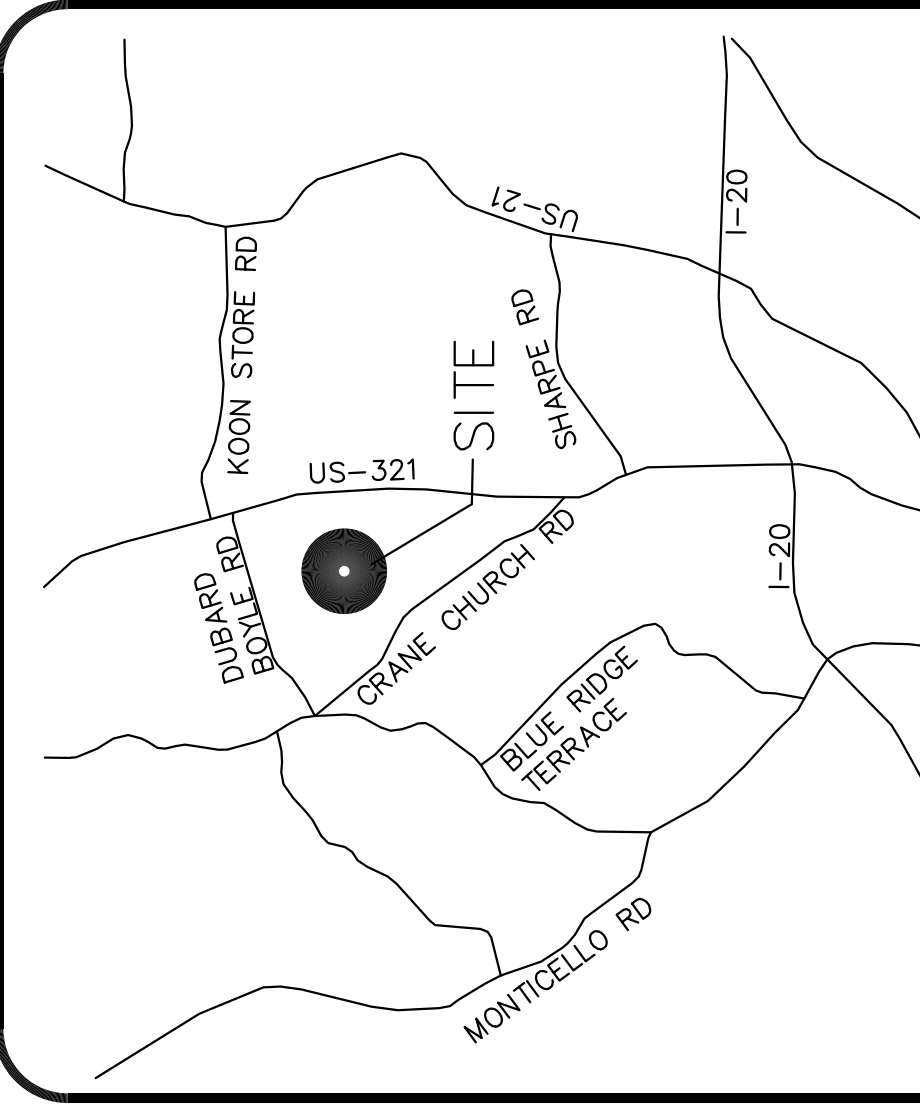 I-20
US-21
KOON STORE RD
SHARPE RD
SITE
US-321
I-20
DUBARD
BOYLE RD
CRANE CHURCH RD
BLUE RIDGE
TERRACE
MONTICELLO RD